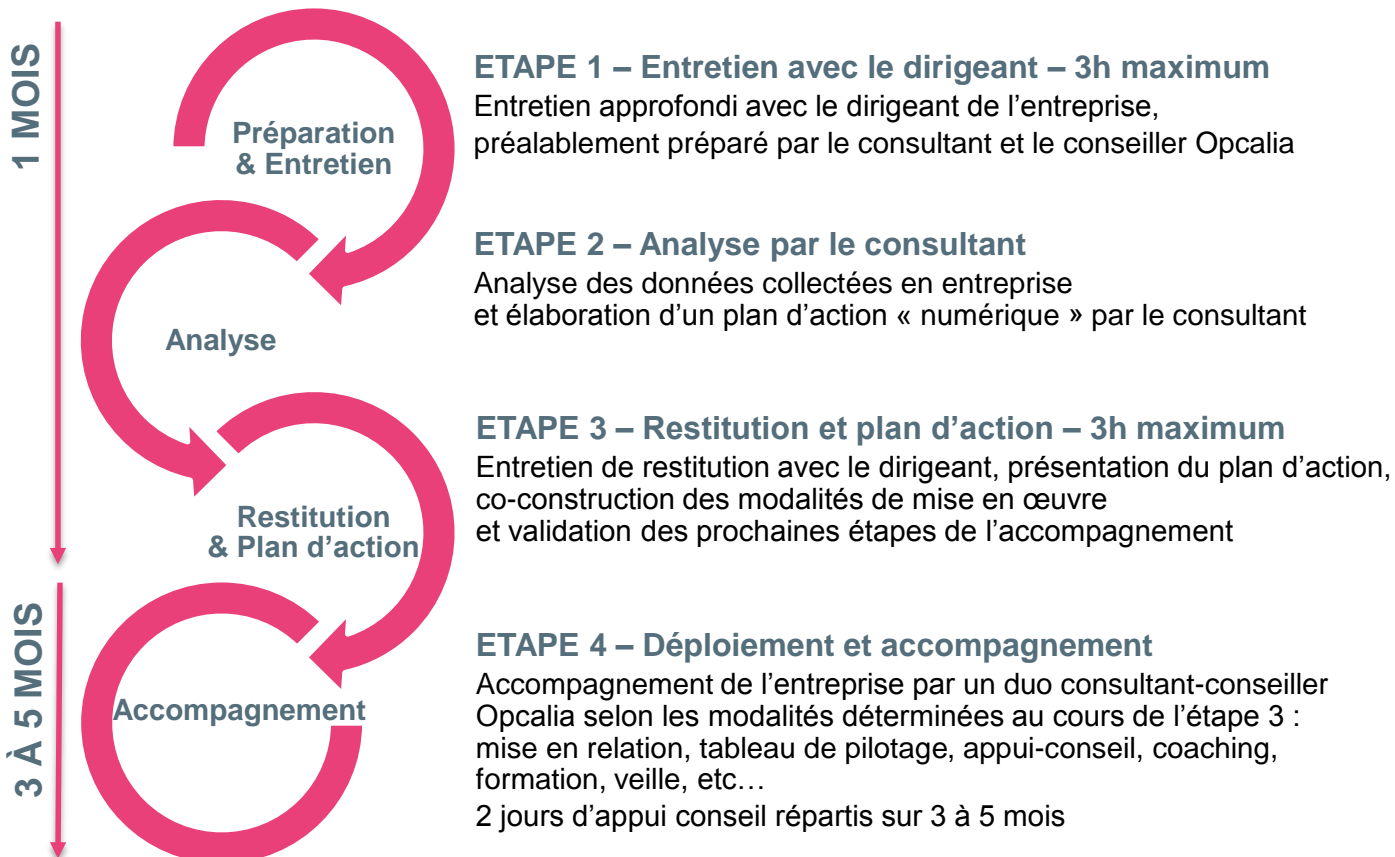 1 MOIS
Préparation
& Entretien
ETAPE 1 – Entretien avec le dirigeant – 3h maximum
Entretien approfondi avec le dirigeant de l’entreprise,
préalablement préparé par le consultant et le conseiller Opcalia
Analyse
ETAPE 2 – Analyse par le consultant
Analyse des données collectées en entreprise
et élaboration d’un plan d’action « numérique » par le consultant
Restitution
& Plan d’action
ETAPE 3 – Restitution et plan d’action – 3h maximum
Entretien de restitution avec le dirigeant, présentation du plan d’action,
co-construction des modalités de mise en œuvre
et validation des prochaines étapes de l’accompagnement
3 À 5 MOIS
Accompagnement
ETAPE 4 – Déploiement et accompagnement
Accompagnement de l’entreprise par un duo consultant-conseiller
Opcalia selon les modalités déterminées au cours de l’étape 3 :
mise en relation, tableau de pilotage, appui-conseil, coaching,
formation, veille, etc…
2 jours d’appui conseil répartis sur 3 à 5 mois